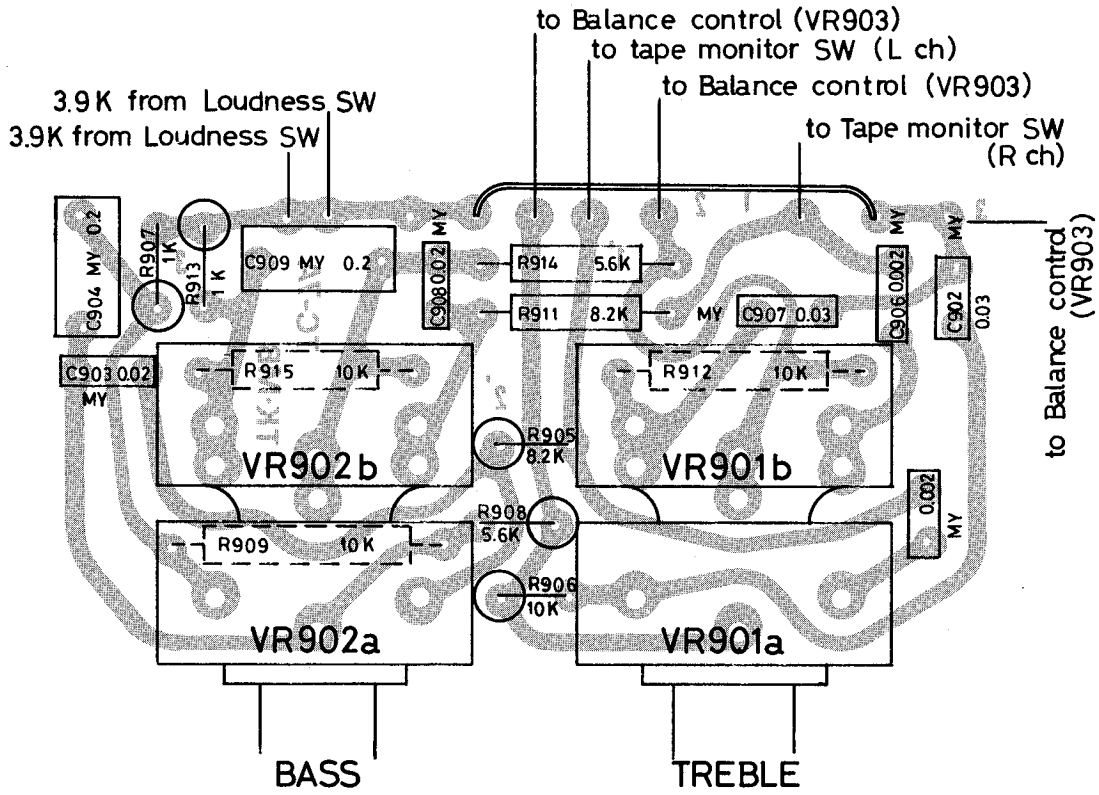 to Balance control (VR903)
to tape monitor SW (L ch)
to Balance control (VR903)
3.9K from Loudness SW
3.9K from Loudness SW
to Tape monitor SW
(R ch)
to Balance control
(VR903)
C904 MY 0.2
R907
1K
R913
1K
C909 MY 0.2
MY
C908 0.02
R914 5.6K
R911 8.2K
MY
C907 0.03
MY
C906 0.002
MY
C902
0.03
C903 0.02
MY
R915 10K
R912 10K
TK·
VR902b
R905
8.2K
VR901b
R908
5.6K
0.002
MY
R909 10K
R906
10K
VR902a
VR901a
BASS
TREBLE